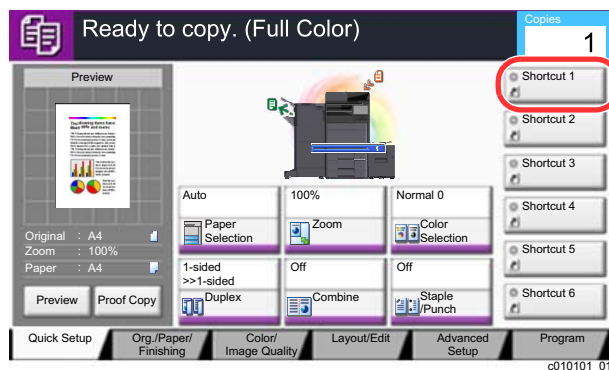 Ready to copy. (Full Color)
Copies
1
Preview
Original : A4
Zoom : 100%
Paper : A4
Preview
Proof Copy
Auto
Paper
Selection
100%
Zoom
Normal 0
Color
Selection
1-sided
>>1-sided
Duplex
Off
Combine
Off
Staple
/Punch
Shortcut 1
Shortcut 2
Shortcut 3
Shortcut 4
Shortcut 5
Shortcut 6
Quick Setup
Org./Paper/
Finishing
Color/
Image Quality
Layout/Edit
Advanced
Setup
Program
c010101_01